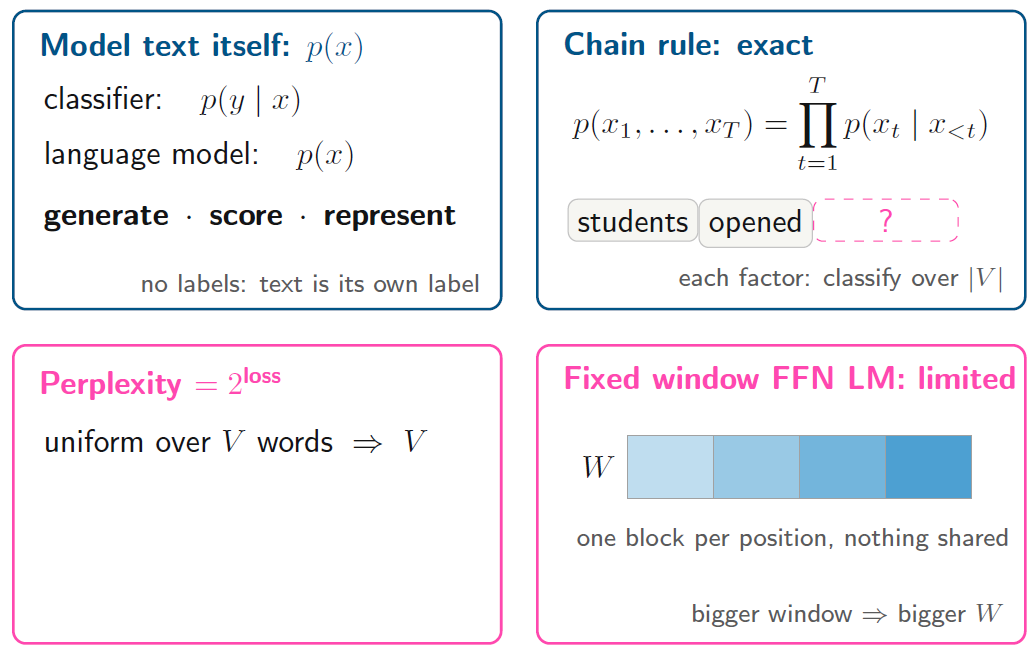 Model text itself: p(x)
classifier: p(y | x)
language model: p(x)
generate · score · represent
no labels: text is its own label
Chain rule: exact
p(x_1, …, x_T) = ∏_{t=1}^{T} p(x_t | x_{<t})
students opened ?
each factor: classify over |V|
Perplexity = 2^{loss}
uniform over V words ⇒ V
Fixed window FFN LM: limited
W
one block per position, nothing shared
bigger window ⇒ bigger W